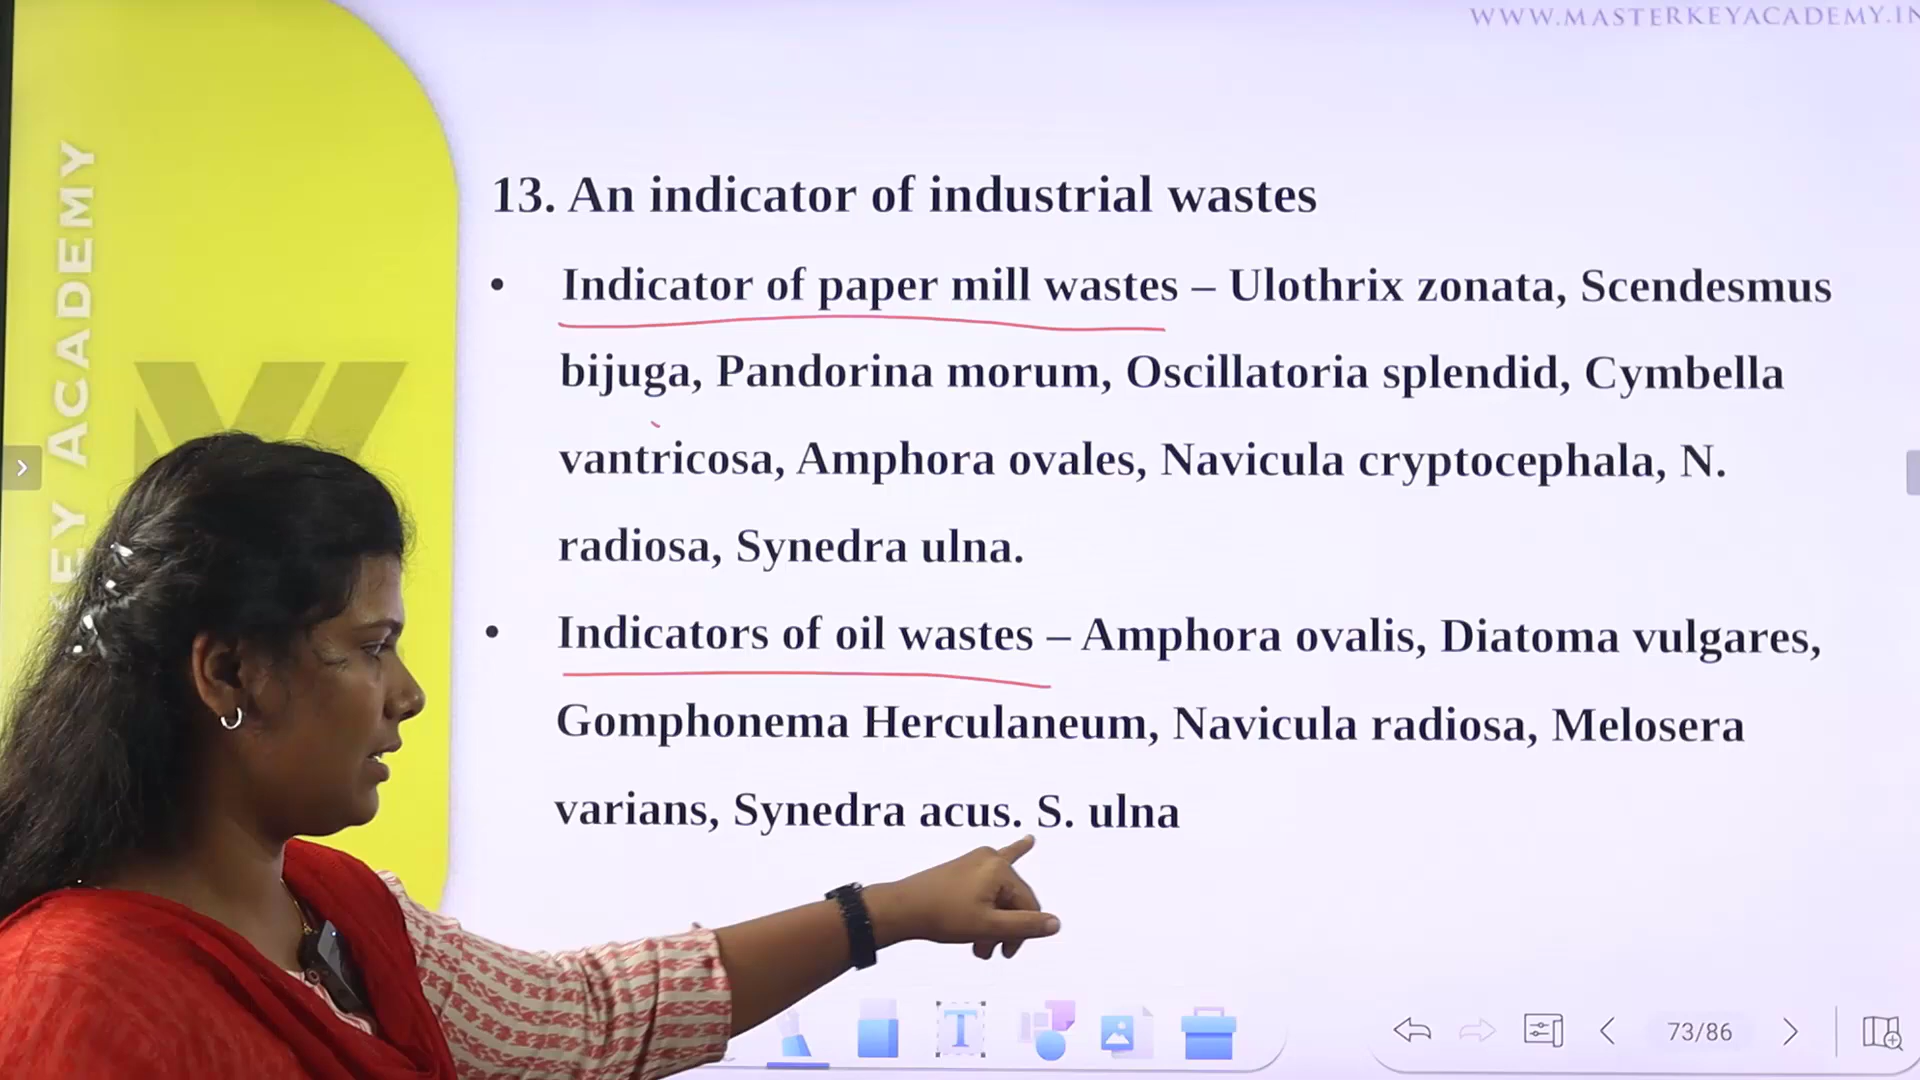 WWW.MASTERKEYACADEMY.IN
EY ACADEMY
13. An indicator of industrial wastes
• Indicator of paper mill wastes – Ulothrix zonata, Scendesmus
bijuga, Pandorina morum, Oscillatoria splendid, Cymbella
vantricosa, Amphora ovales, Navicula cryptocephala, N.
radiosa, Synedra ulna.
• Indicators of oil wastes – Amphora ovalis, Diatoma vulgares,
Gomphonema Herculaneum, Navicula radiosa, Melosera
varians, Synedra acus. S. ulna
T
73/86